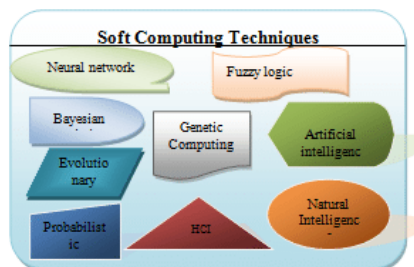 Soft Computing Techniques
Neural network
Fuzzy logic
Bayesian
Genetic
Computing
Artificial
intelligenc
Evolutio
nary
Natural
Intelligenc
Probabilist
ic
HCI